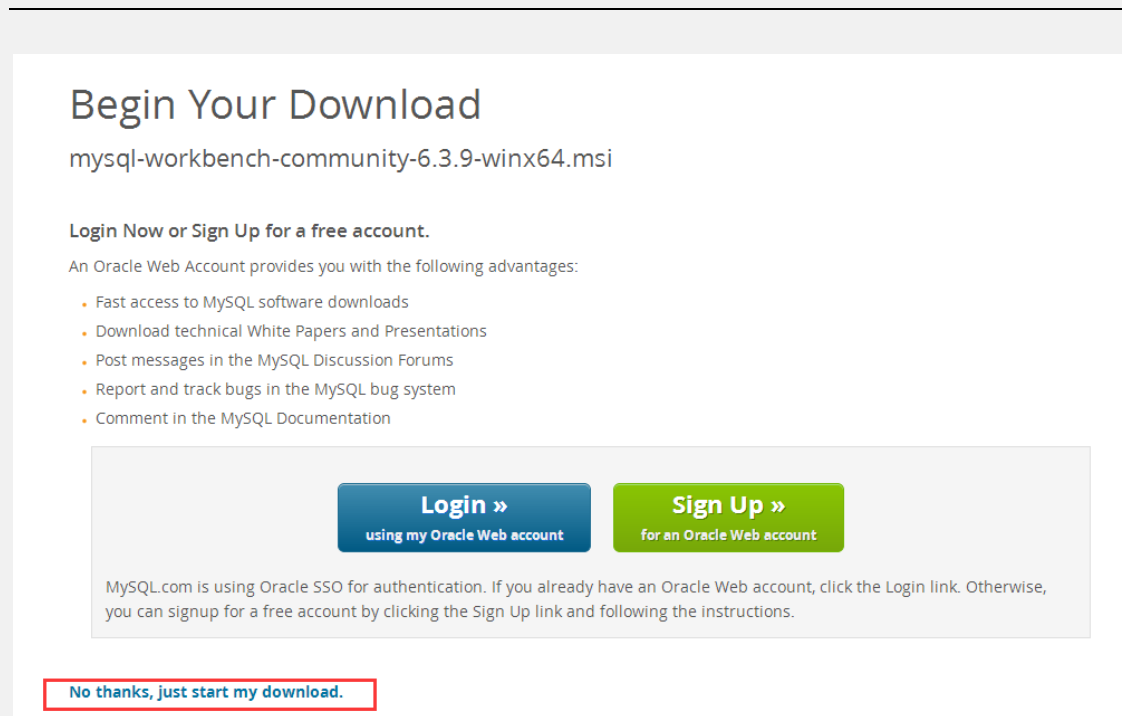 Begin Your Download
mysql-workbench-community-6.3.9-winx64.msi
Login Now or Sign Up for a free account.
An Oracle Web Account provides you with the following advantages:
Fast access to MySQL software downloads
Download technical White Papers and Presentations
Post messages in the MySQL Discussion Forums
Report and track bugs in the MySQL bug system
Comment in the MySQL Documentation
Login »
using my Oracle Web account
Sign Up »
for an Oracle Web account
MySQL.com is using Oracle SSO for authentication. If you already have an Oracle Web account, click the Login link. Otherwise,
you can signup for a free account by clicking the Sign Up link and following the instructions.
No thanks, just start my download.